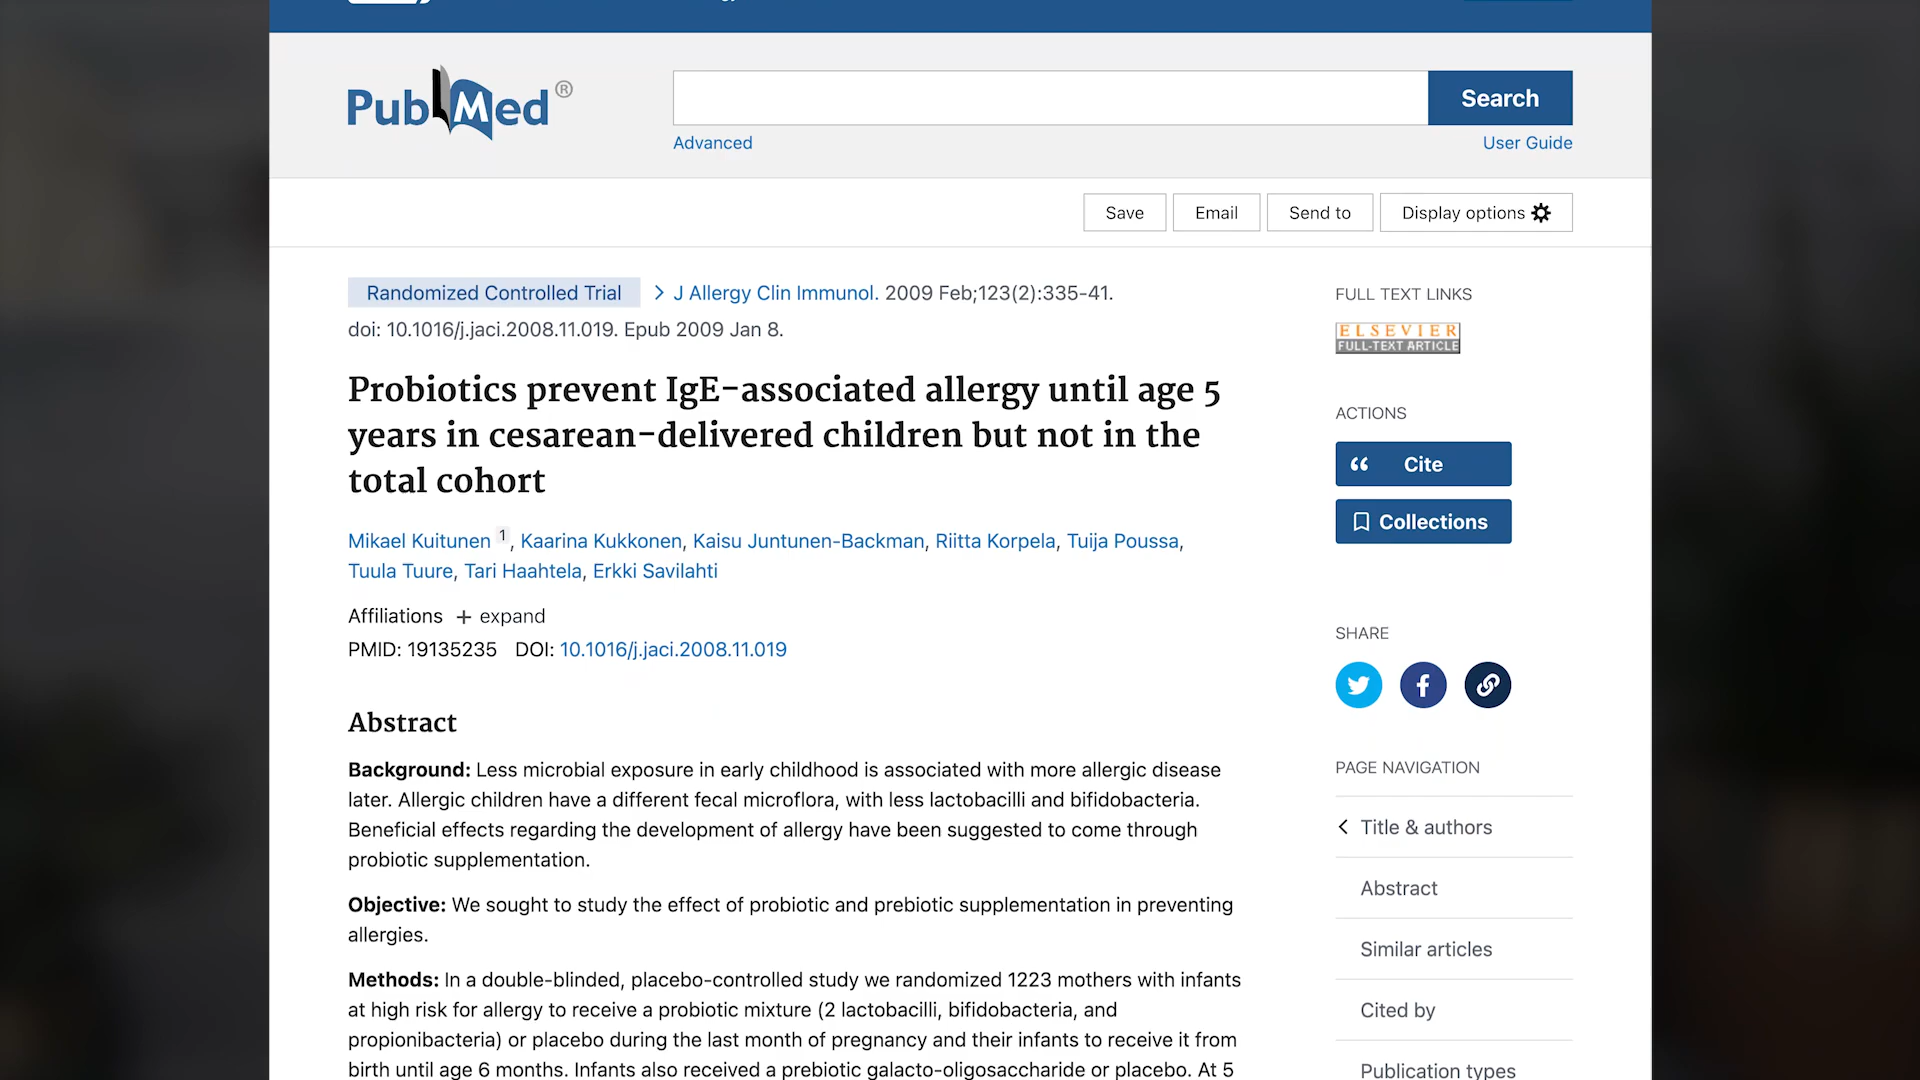 PubMed®
Search
Advanced
User Guide
Save
Email
Send to
Display options
Randomized Controlled Trial
J Allergy Clin Immunol. 2009 Feb;123(2):335-41.
doi: 10.1016/j.jaci.2008.11.019. Epub 2009 Jan 8.
Probiotics prevent IgE-associated allergy until age 5
years in cesarean-delivered children but not in the
total cohort
Mikael Kuitunen 1, Kaarina Kukkonen, Kaisu Juntunen-Backman, Riitta Korpela, Tuija Poussa,
Tuula Tuure, Tari Haahtela, Erkki Savilahti
Affiliations + expand
PMID: 19135235 DOI: 10.1016/j.jaci.2008.11.019
Abstract
Background: Less microbial exposure in early childhood is associated with more allergic disease
later. Allergic children have a different fecal microflora, with less lactobacilli and bifidobacteria.
Beneficial effects regarding the development of allergy have been suggested to come through
probiotic supplementation.
Objective: We sought to study the effect of probiotic and prebiotic supplementation in preventing
allergies.
Methods: In a double-blinded, placebo-controlled study we randomized 1223 mothers with infants
at high risk for allergy to receive a probiotic mixture (2 lactobacilli, bifidobacteria, and
propionibacteria) or placebo during the last month of pregnancy and their infants to receive it from
birth until age 6 months. Infants also received a prebiotic galacto-oligosaccharide or placebo. At 5
FULL TEXT LINKS
ELSEVIER
FULL-TEXT ARTICLE
ACTIONS
Cite
Collections
SHARE
PAGE NAVIGATION
Title & authors
Abstract
Similar articles
Cited by
Publication types